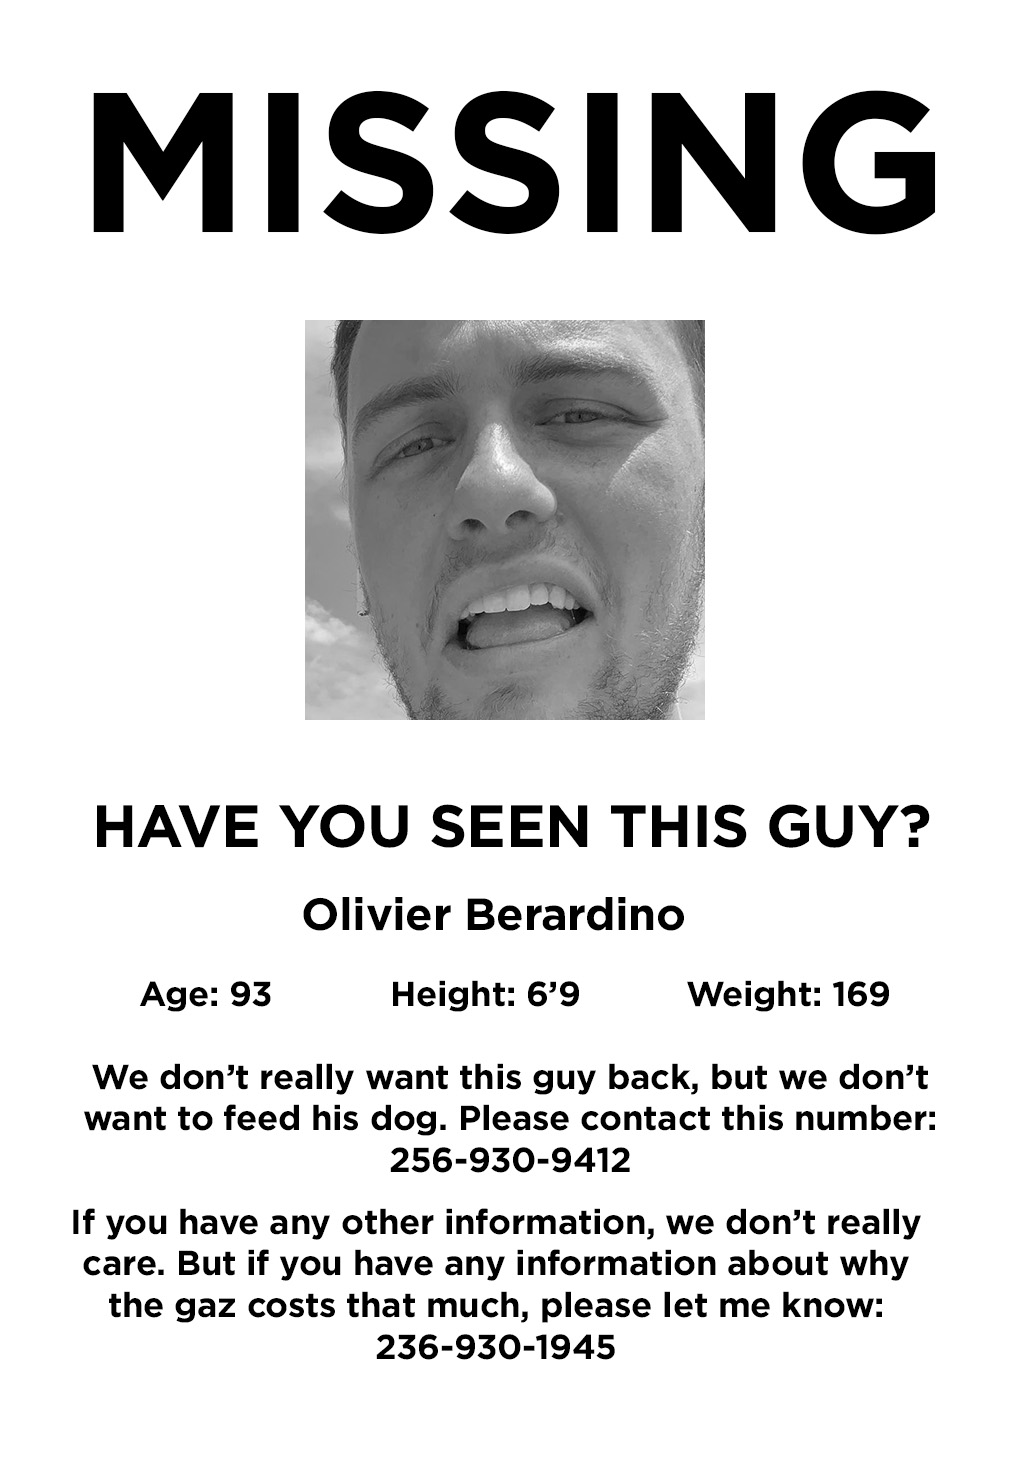 MISSING
HAVE YOU SEEN THIS GUY?
Olivier Berardino
Age: 93 Height: 6’9 Weight: 169
We don’t really want this guy back, but we don’t
want to feed his dog. Please contact this number:
256-930-9412
If you have any other information, we don’t really
care. But if you have any information about why
the gaz costs that much, please let me know:
236-930-1945